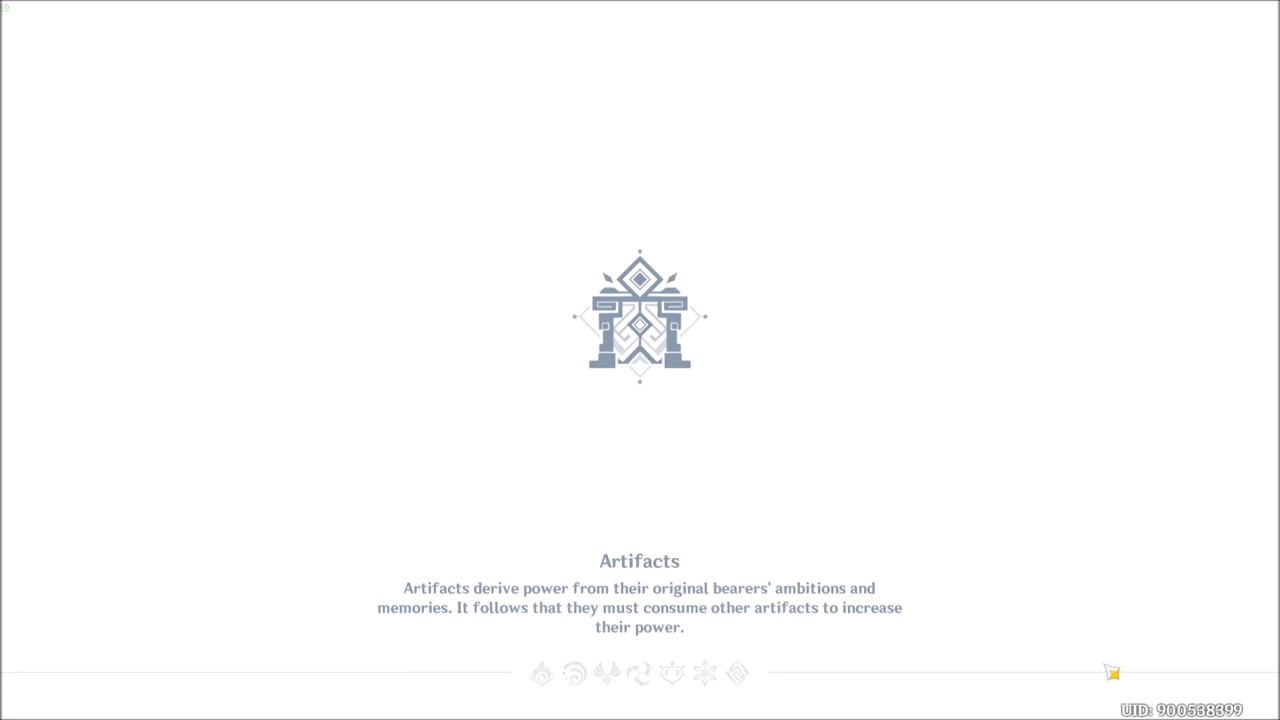 59
Artifacts
Artifacts derive power from their original bearers' ambitions and
memories. It follows that they must consume other artifacts to increase
their power.
UID: 900538399